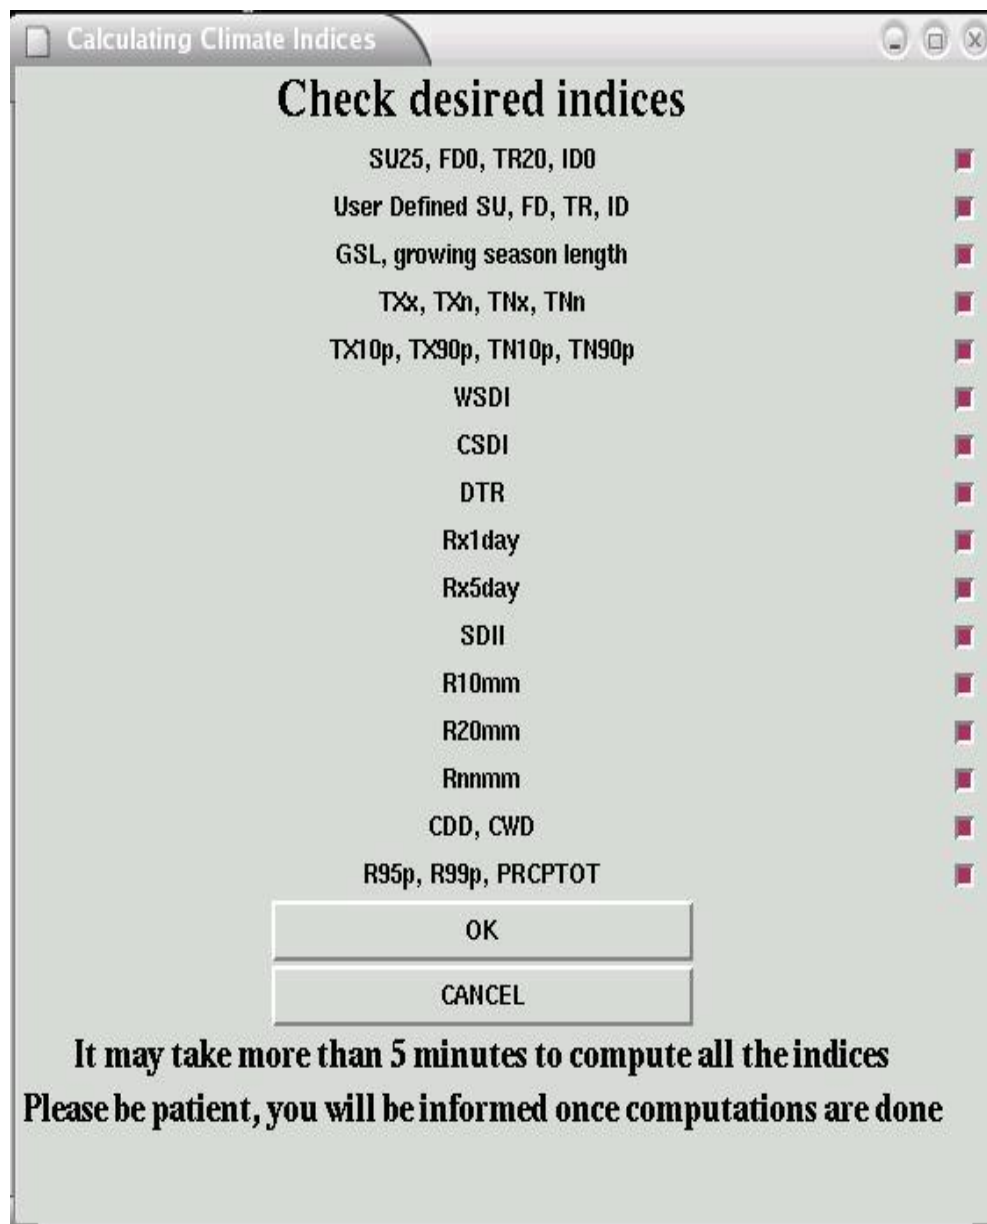 Calculating Climate Indices
Check desired indices
SU25, FD0, TR20, ID0
User Defined SU, FD, TR, ID
GSL, growing season length
TXx, TXn, TNx, TNn
TX10p, TX90p, TN10p, TN90p
WSDI
CSDI
DTR
Rx1day
Rx5day
SDII
R10mm
R20mm
Rnnmm
CDD, CWD
R95p, R99p, PRCPTOT
OK
CANCEL
It may take more than 5 minutes to compute all the indices
Please be patient, you will be informed once computations are done